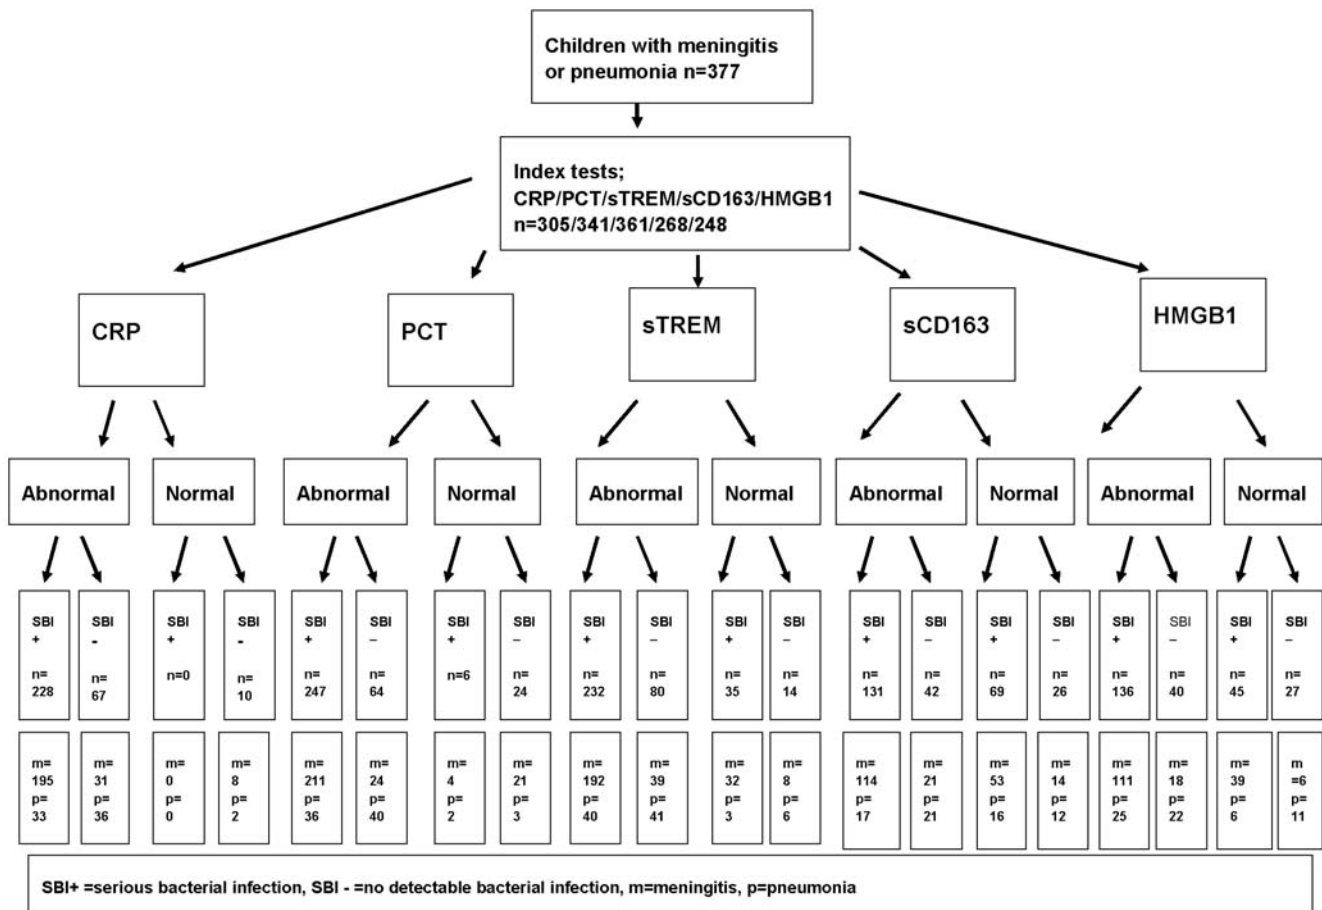 Children with meningitis
or pneumonia n=377
Index tests;
CRP/PCT/sTREM/sCD163/HMGB1
n=305/341/361/268/248
CRP
PCT
sTREM
sCD163
HMGB1
Abnormal
Normal
Abnormal
Normal
Abnormal
Normal
Abnormal
Normal
Abnormal
Normal
SBI
+
n=
228
SBI
-
n=
67
SBI
+
n=0
SBI
-
n=
10
SBI
+
n=
247
SBI
–
n=
64
SBI
+
n=6
SBI
–
n=
24
SBI
+
n=
232
SBI
–
n=
80
SBI
+
n=
35
SBI
–
n=
14
SBI
+
n=
131
SBI
–
n=
42
SBI
+
n=
69
SBI
–
n=
26
SBI
+
n=
136
SBI
–
n=
40
SBI
+
n=
45
SBI
–
n=
27
m=
195
p=
33
m=
31
p=
36
m=
0
p=
0
m=
8
p=
2
m=
211
p=
36
m=
24
p=
40
m=
4
p=
2
m=
21
p=
3
m=
192
p=
40
m=
39
p=
41
m=
32
p=
3
m=
8
p=
6
m=
114
p=
17
m=
21
p=
21
m=
53
p=
16
m=
14
p=
12
m=
111
p=
25
m=
18
p=
22
m=
39
p=
6
m
=6
p=
11
SBI+ =serious bacterial infection, SBI - =no detectable bacterial infection, m=meningitis, p=pneumonia